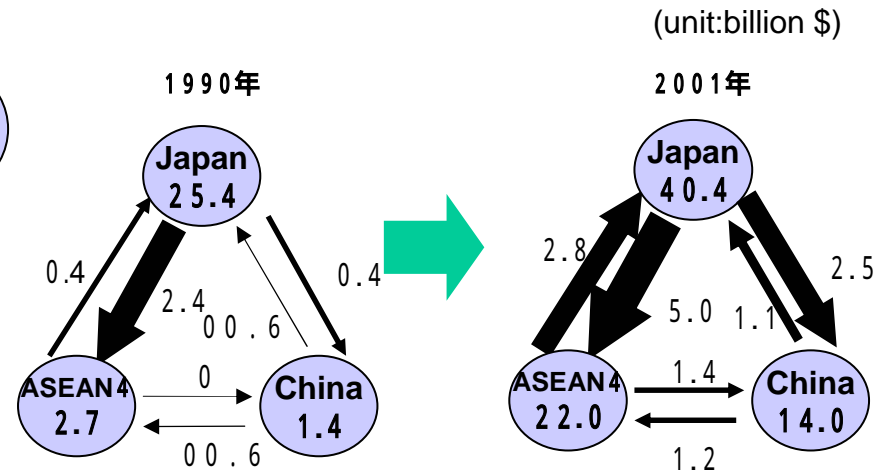 (unit:billion $)
1990年
Japan
25.4
0.4
2.4
0.4
00.6
ASEAN4
2.7
0
China
1.4
00.6
2001年
Japan
40.4
2.8
5.0
1.1
2.5
ASEAN4
22.0
1.4
China
14.0
1.2